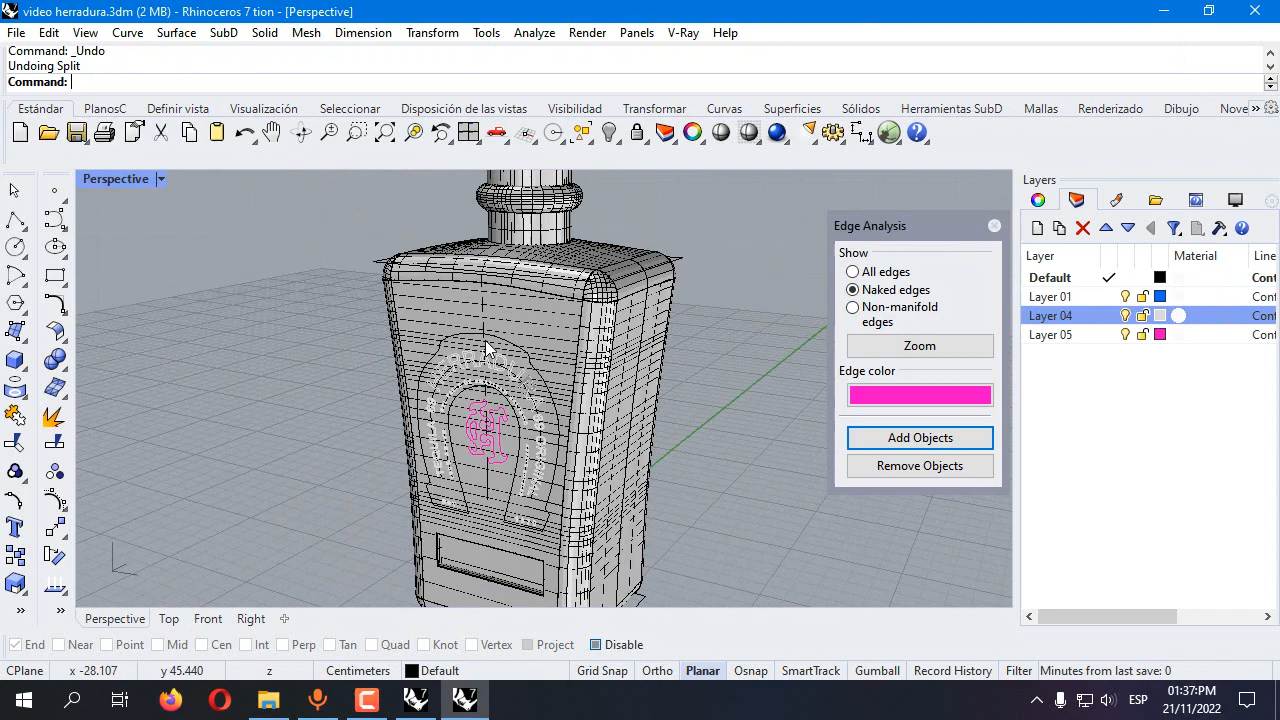 video herradura.3dm (2 MB) - Rhinoceros 7 tion - [Perspective]
File Edit View Curve Surface SubD Solid Mesh Dimension Transform Tools Analyze Render Panels V-Ray Help
Command: _Undo
Undoing Split
Command:
Estándar PlanosC Definir vista Visualización Seleccionar Disposición de las vistas Visibilidad Transformar Curvas Superficies Sólidos Herramientas SubD Mallas Renderizado Dibujo Nove
Perspective
Layers
Edge Analysis
Show
All edges
Naked edges
Non-manifold
edges
Zoom
Edge color
Add Objects
Remove Objects
Layer Material Line
Default Cont
Layer 01 Cont
Layer 04 Cont
Layer 05 Cont
Perspective Top Front Right
End Near Point Mid Cen Int Perp Tan Quad Knot Vertex Project Disable
CPlane x -28.107 y 45.440 z Centimeters Default Grid Snap Ortho Planar Osnap SmartTrack Gumball Record History Filter Minutes from last save: 0
ESP
01:37:PM
21/11/2022